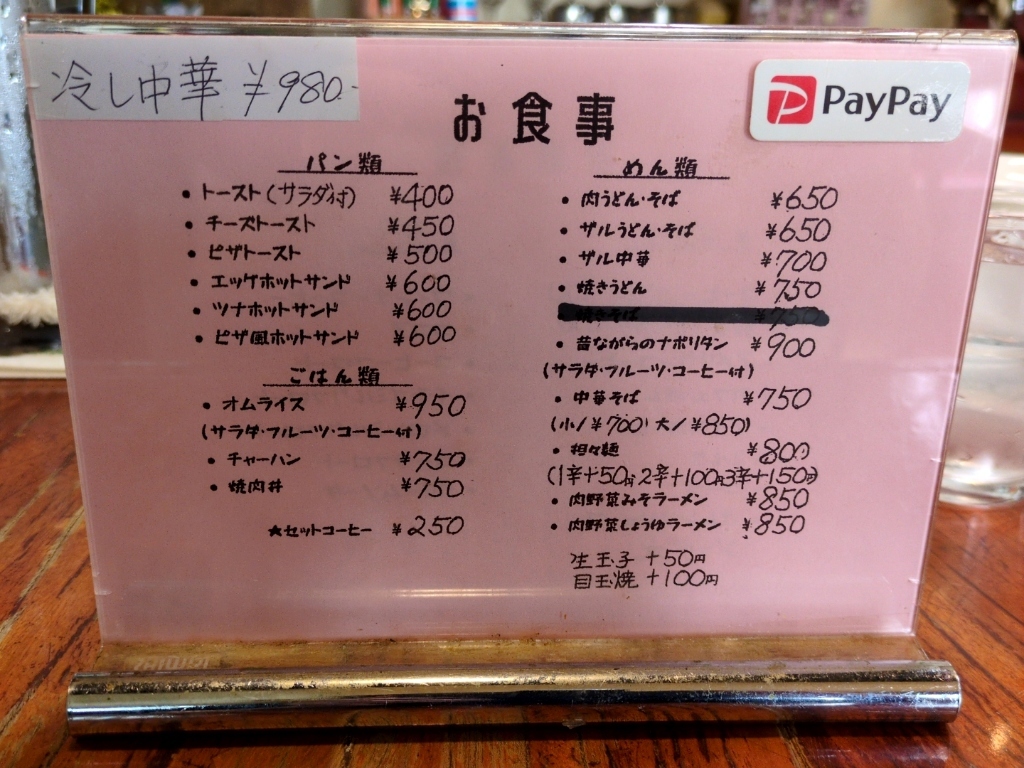 冷し中華 ¥980.-
PayPay
お食事
パン類
・トースト(サラダ付) ¥400
・チーズトースト ¥450
・ピザトースト ¥500
・エッグホットサンド ¥600
・ツナホットサンド ¥600
・ピザ風ホットサンド ¥600
ごはん類
・オムライス ¥950
(サラダ・フルーツ・コーヒー付)
・チャーハン ¥750
・焼肉丼 ¥750
★セットコーヒー ¥250
めん類
・肉うどん・そば ¥650
・ザルうどん・そば ¥650
・ザル中華 ¥700
・焼きうどん ¥750
・焼きそば ¥750
・昔ながらのナポリタン ¥900
(サラダ・フルーツ・コーヒー付)
・中華そば ¥750
(小/¥700 大/¥850)
・担々麺 ¥800
(1辛+50円2辛+100円3辛+150円)
・肉野菜みそラーメン ¥850
・肉野菜しょうゆラーメン ¥850
生玉子 +50円
目玉焼 +100円